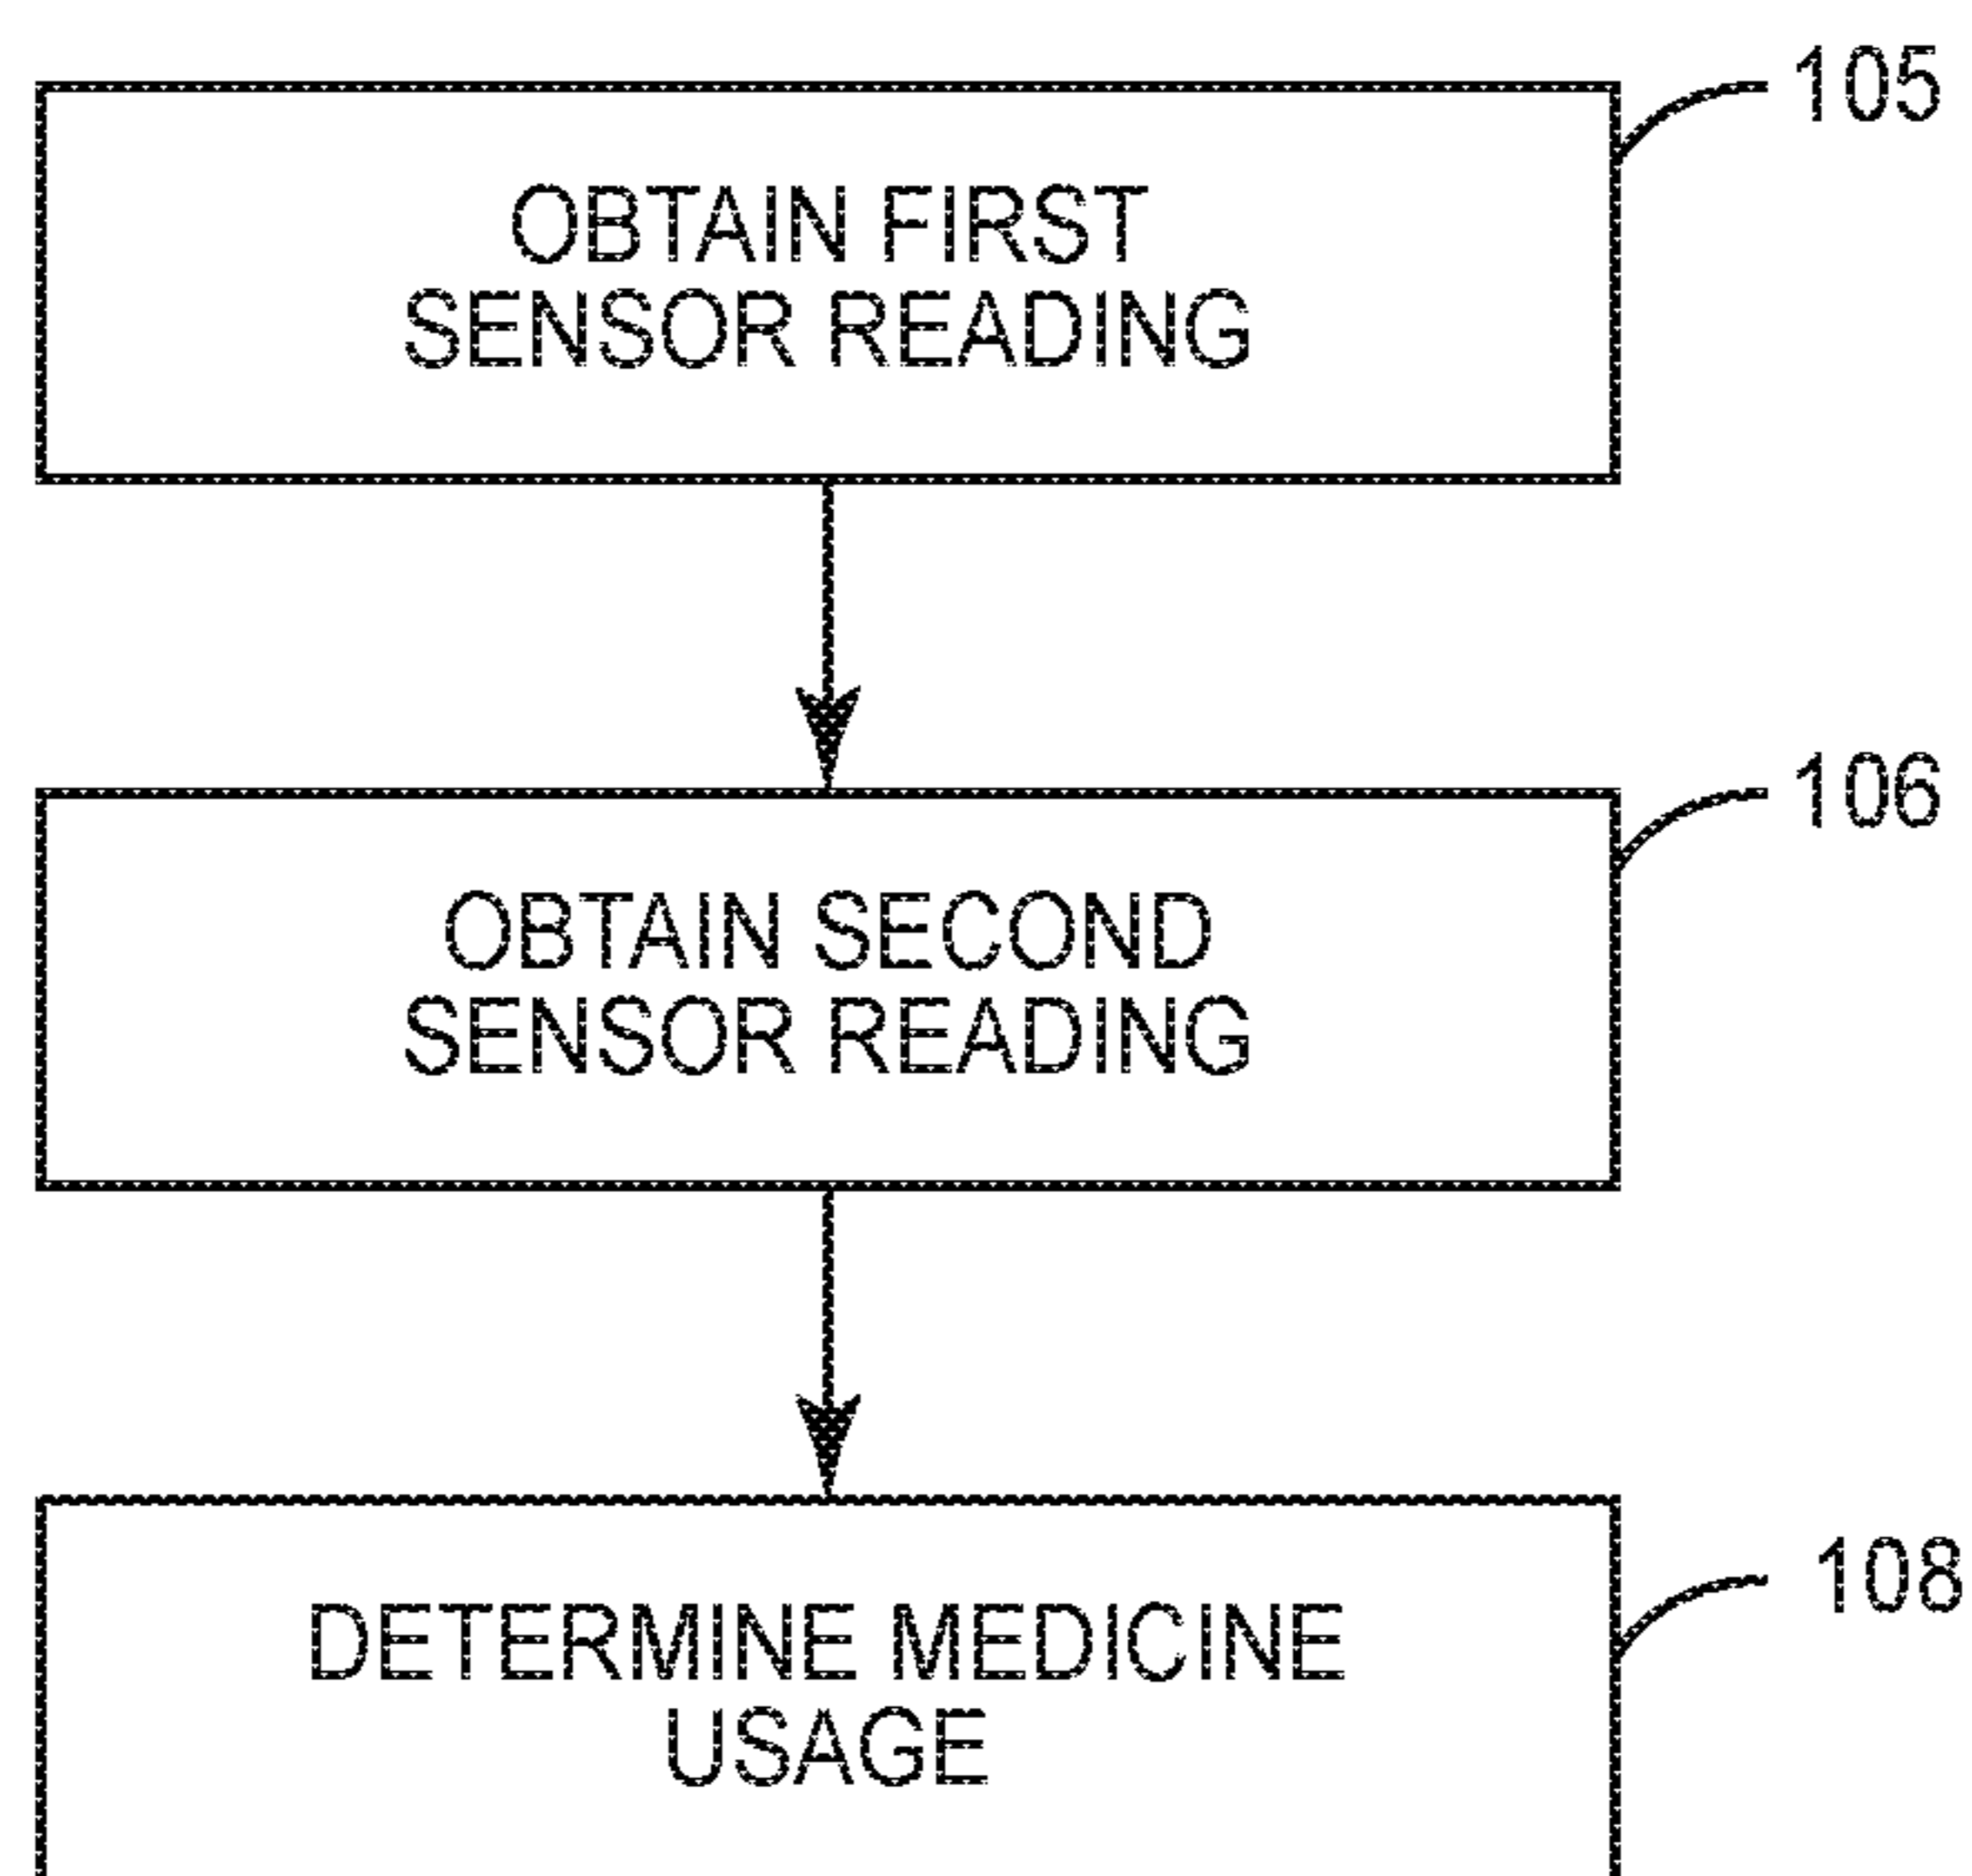 105
OBTAIN FIRST
SENSOR READING
106
OBTAIN SECOND
SENSOR READING
108
DETERMINE MEDICINE
USAGE